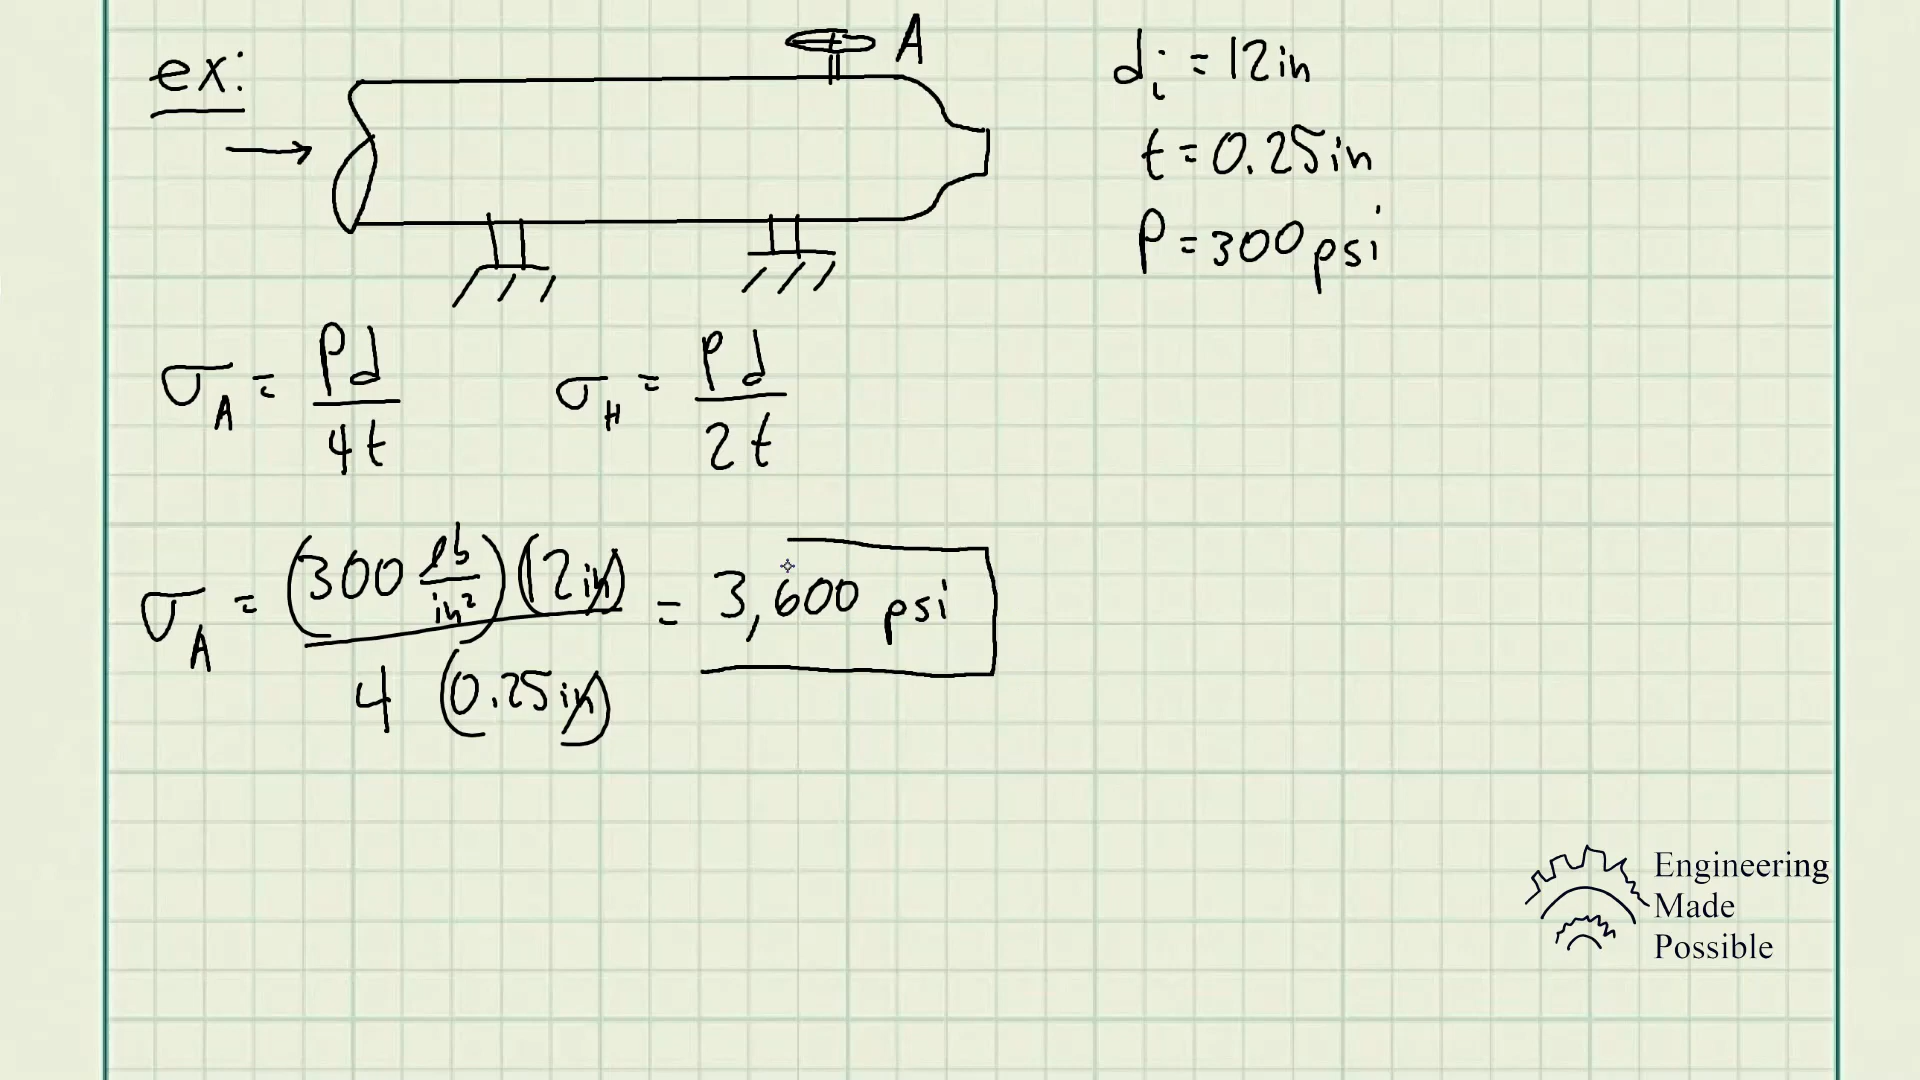 ex:
A
di = 12in
t = 0.25in
P = 300psi
σA = Pd/4t
σH = Pd/2t
σA = (300 lb/in²)(12in)/4 (0.25in) = 3,600 psi
Engineering
Made
Possible